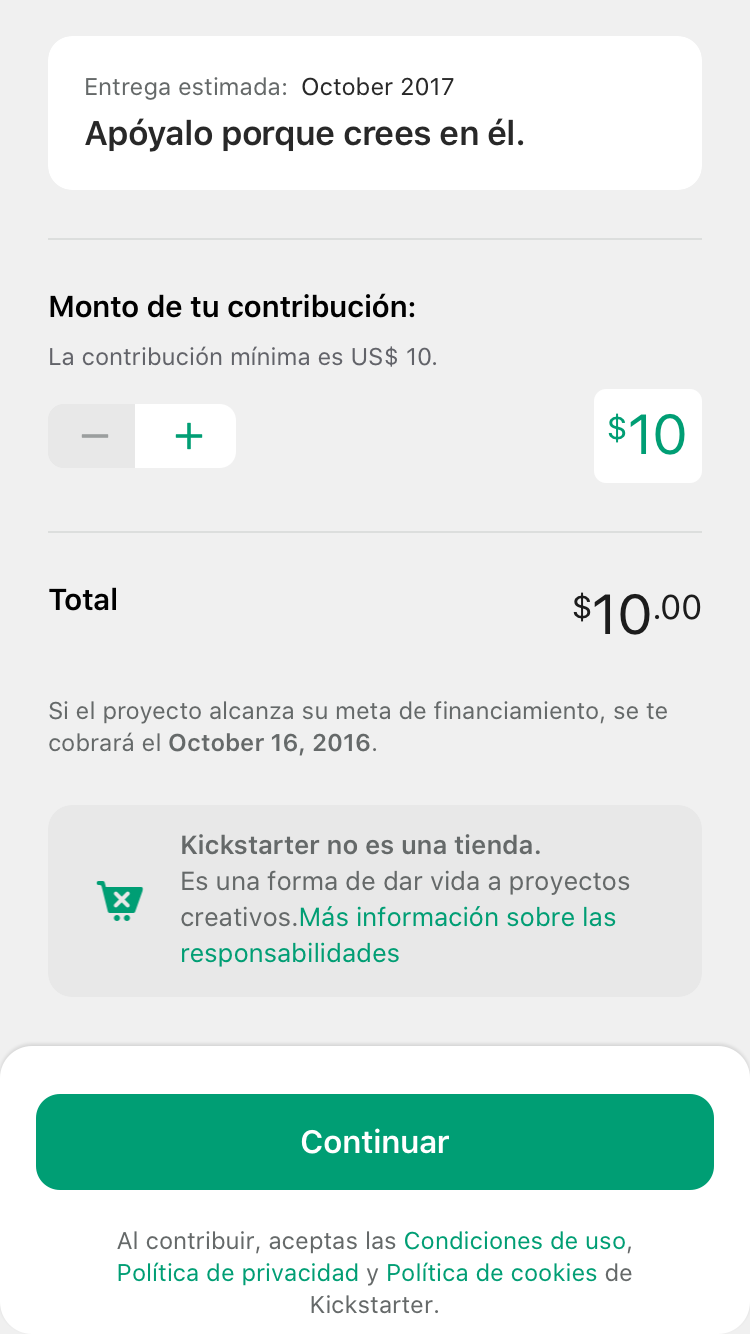 Entrega estimada: October 2017
Apóyalo porque crees en él.
Monto de tu contribución:
La contribución mínima es US$ 10.
− + $10
Total $10.00
Si el proyecto alcanza su meta de financiamiento, se te
cobrará el October 16, 2016.
Kickstarter no es una tienda.
Es una forma de dar vida a proyectos
creativos.Más información sobre las
responsabilidades
Continuar
Al contribuir, aceptas las Condiciones de uso,
Política de privacidad y Política de cookies de
Kickstarter.